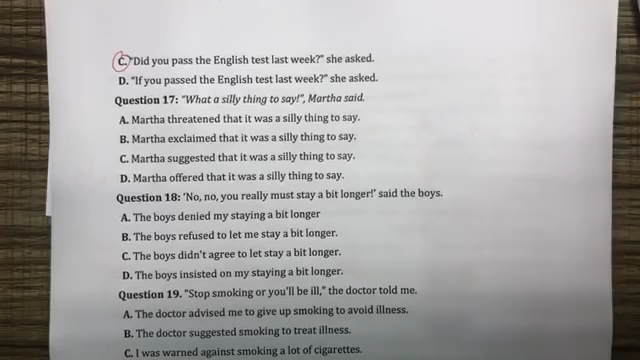 C. "Did you pass the English test last week?" she asked.
D. "If you passed the English test last week?" she asked.
Question 17: "What a silly thing to say!", Martha said.
A. Martha threatened that it was a silly thing to say.
B. Martha exclaimed that it was a silly thing to say.
C. Martha suggested that it was a silly thing to say.
D. Martha offered that it was a silly thing to say.
Question 18: 'No, no, you really must stay a bit longer!' said the boys.
A. The boys denied my staying a bit longer
B. The boys refused to let me stay a bit longer.
C. The boys didn't agree to let stay a bit longer.
D. The boys insisted on my staying a bit longer.
Question 19. "Stop smoking or you'll be ill," the doctor told me.
A. The doctor advised me to give up smoking to avoid illness.
B. The doctor suggested smoking to treat illness.
C. I was warned against smoking a lot of cigarettes.